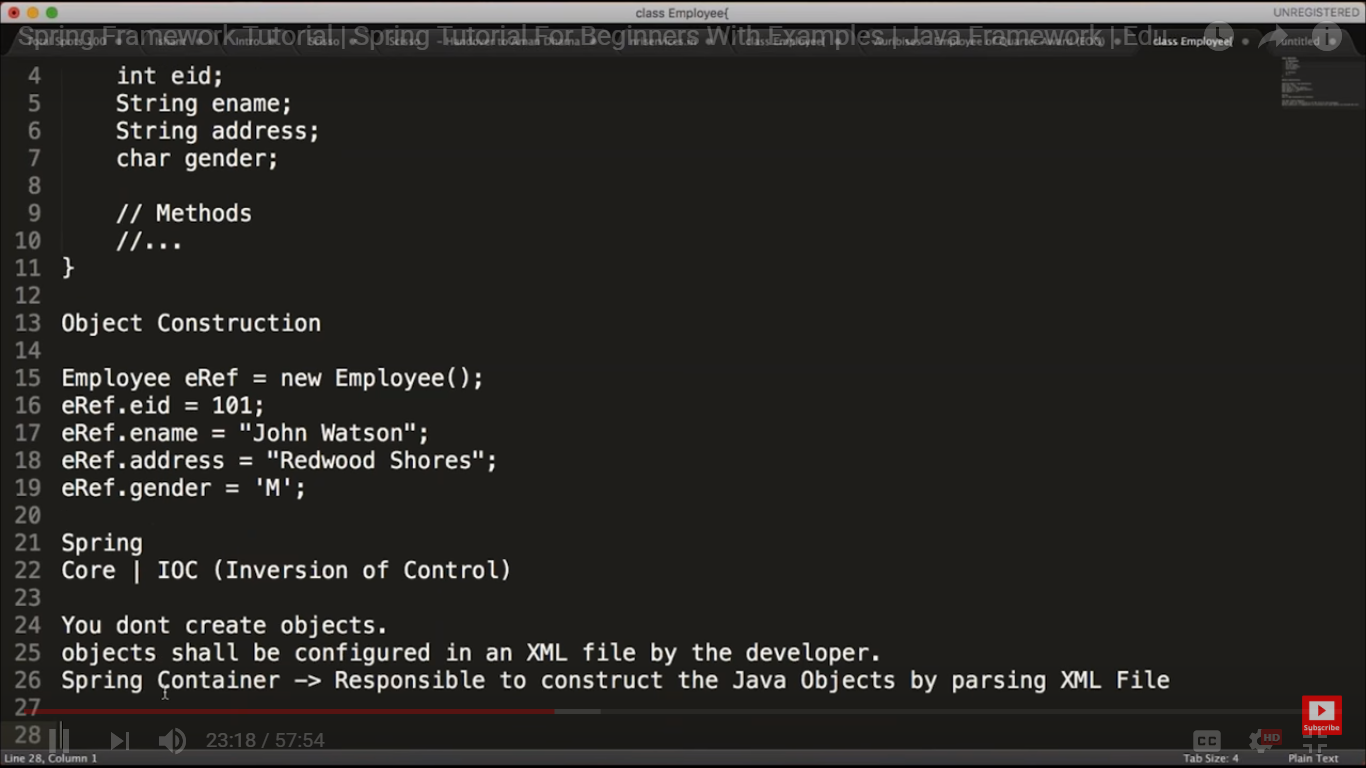 class Employee{
UNREGISTERED
Spring Framework Tutorial | Spring Tutorial For Beginners With Examples | Java Framework | Edu
class Employee{
untitled
4 int eid;
5 String ename;
6 String address;
7 char gender;
8
9 // Methods
10 //...
11 }
12
13 Object Construction
14
15 Employee eRef = new Employee();
16 eRef.eid = 101;
17 eRef.ename = "John Watson";
18 eRef.address = "Redwood Shores";
19 eRef.gender = 'M';
20
21 Spring
22 Core | IOC (Inversion of Control)
23
24 You dont create objects.
25 objects shall be configured in an XML file by the developer.
26 Spring Container -> Responsible to construct the Java Objects by parsing XML File
27
28
Subscribe
23:18 / 57:54
CC
HD
Line 28, Column 1
Tab Size: 4
Plain Text